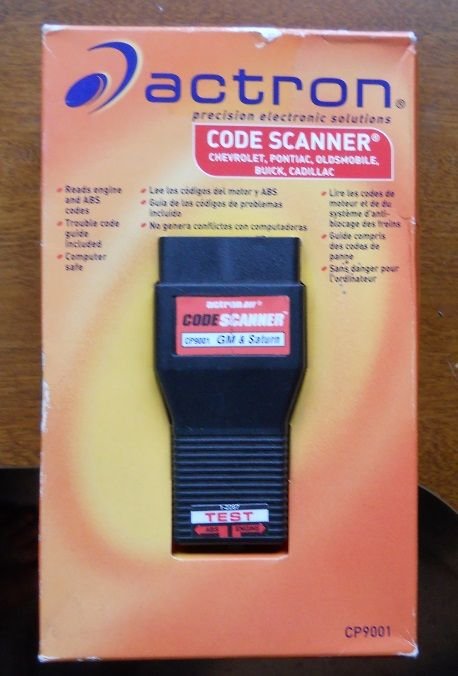 actron®
precision electronic solutions
CODE SCANNER®
CHEVROLET, PONTIAC, OLDSMOBILE,
BUICK, CADILLAC
• Reads engine
and ABS
codes
• Trouble code
guide
included
• Computer
safe
• Lee los códigos del motor y ABS
• Guía de los códigos de problemas
incluido
• No genera conflictos con computadoras
• Lire les codes de
moteur et de du
système d'anti-
blocage des freins
• Guide compris
des codes de
panne
• Sans danger pour
l'ordinateur
actron
CODE SCANNER™
CP9001 GM & Saturn
TEST
ABS ENGINE
CP9001